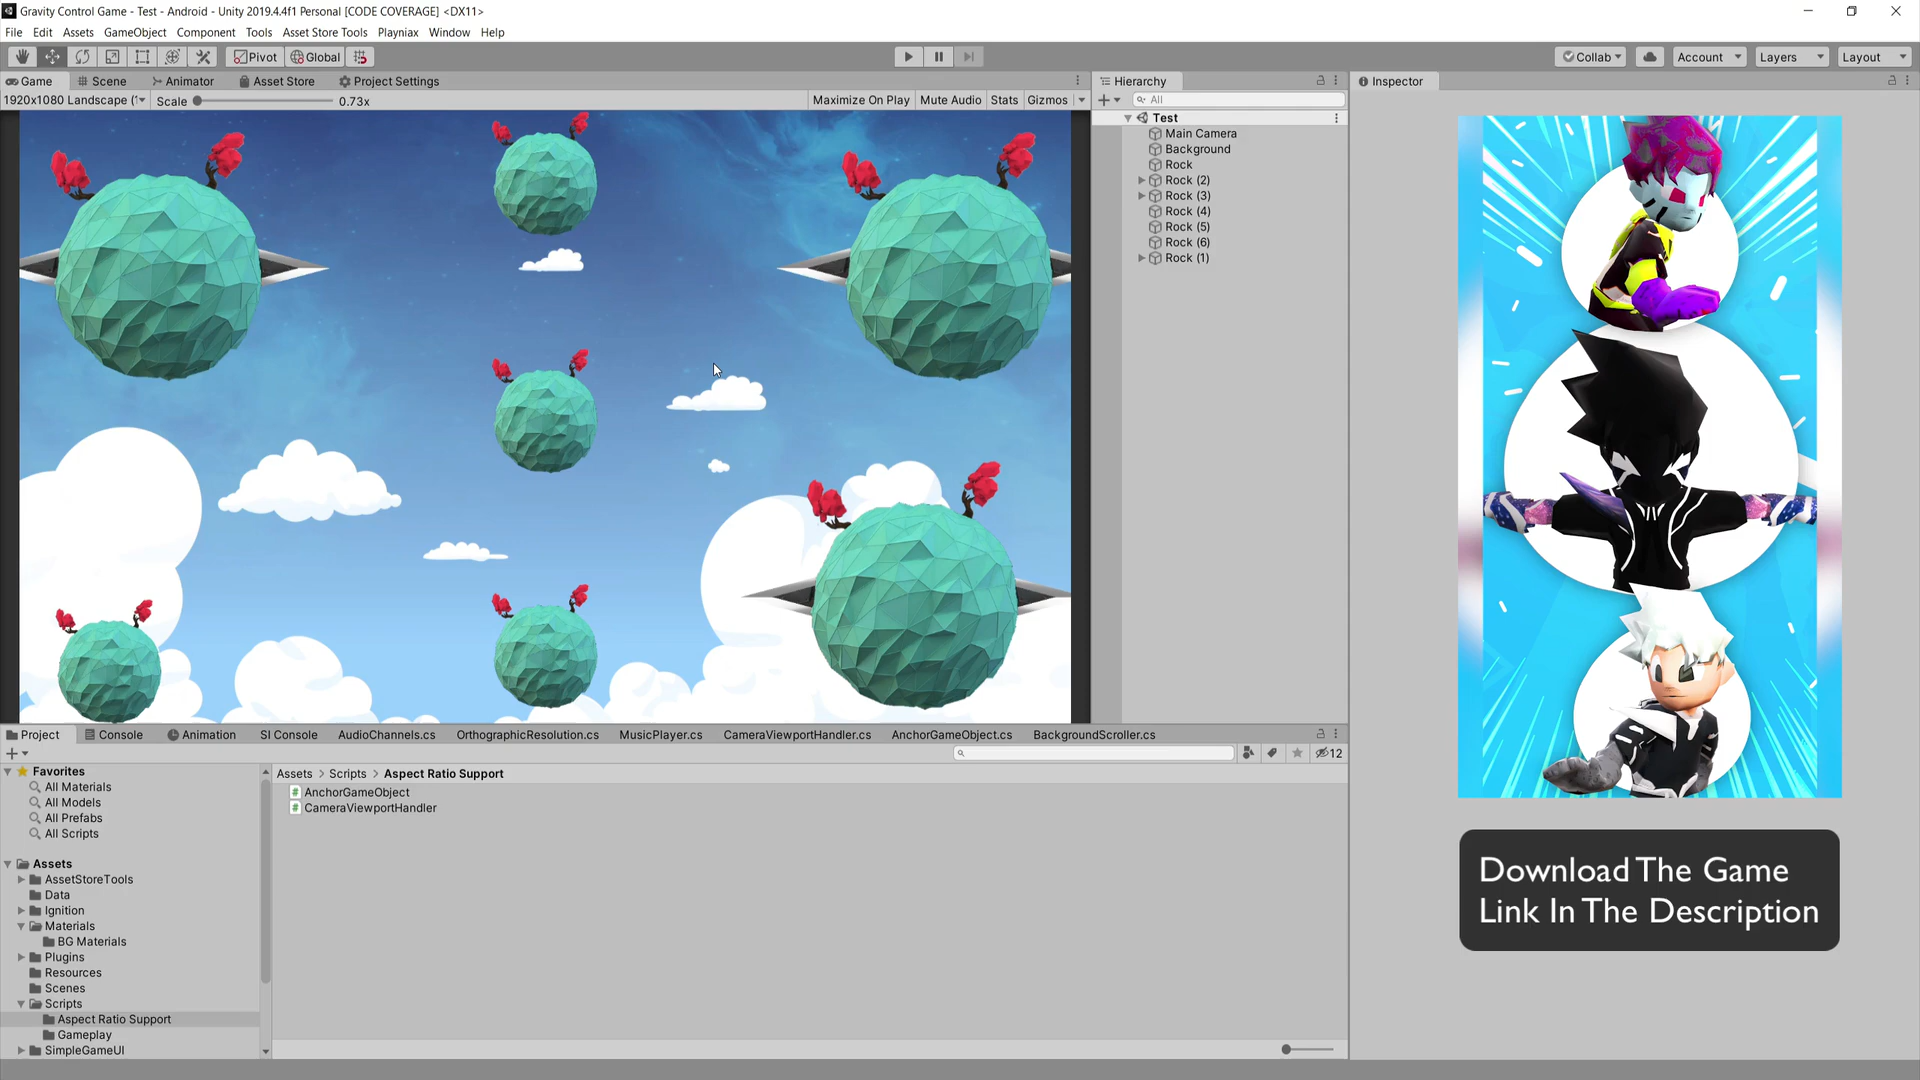 Gravity Control Game - Test - Android - Unity 2019.4.4f1 Personal [CODE COVERAGE] <DX11>
File Edit Assets GameObject Component Tools Asset Store Tools Playniax Window Help
Pivot Global Collab Account Layers Layout
Game Scene Animator Asset Store Project Settings Hierarchy Inspector
1920x1080 Landscape ( Scale 0.73x Maximize On Play Mute Audio Stats Gizmos All
Test
Main Camera
Background
Rock
Rock (2)
Rock (3)
Rock (4)
Rock (5)
Rock (6)
Rock (1)
Project Console Animation SI Console AudioChannels.cs OrthographicResolution.cs MusicPlayer.cs CameraViewportHandler.cs AnchorGameObject.cs BackgroundScroller.cs
12
Favorites
All Materials
All Models
All Prefabs
All Scripts
Assets
AssetStoreTools
Data
Ignition
Materials
BG Materials
Plugins
Resources
Scenes
Scripts
Aspect Ratio Support
Gameplay
SimpleGameUI
Assets > Scripts > Aspect Ratio Support
AnchorGameObject
CameraViewportHandler
Download The Game
Link In The Description